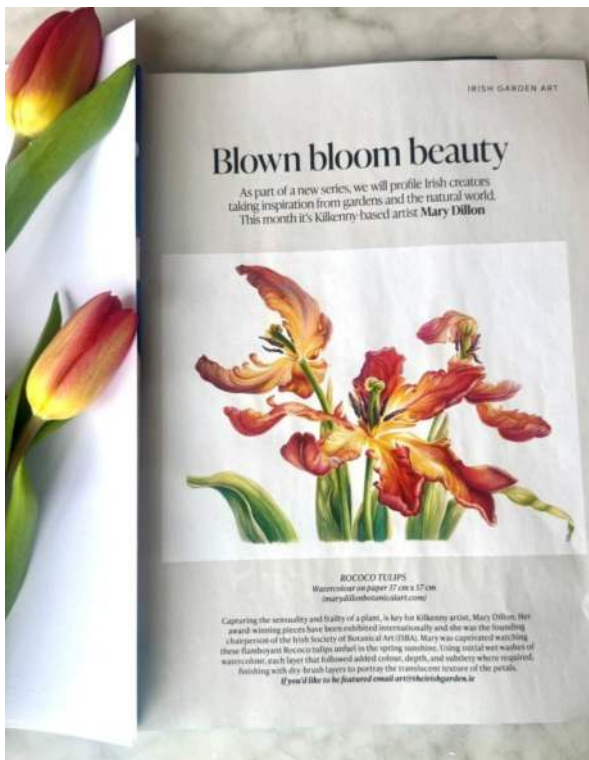 IRISH GARDEN ART
Blown bloom beauty
As part of a new series, we will profile Irish creators
taking inspiration from gardens and the natural world.
This month it's Kilkenny-based artist Mary Dillon
ROCOCO TULIPS
Watercolour on paper 37 cm x 57 cm
(marydillonbotanicalart.com)
Capturing the sensuality and frailty of a plant, is key for Kilkenny artist, Mary Dillon. Her
award-winning pieces have been exhibited internationally and she was the founding
chairperson of the Irish Society of Botanical Art (ISBA). Mary was captivated watching
these flamboyant Rococo tulips unfurl in the spring sunshine. Using initial wet washes of
watercolour, each layer that followed added colour, depth, and subtlety where required,
finishing with dry-brush layers to portray the translucent texture of the petals.
If you'd like to be featured email art@theirishgarden.ie